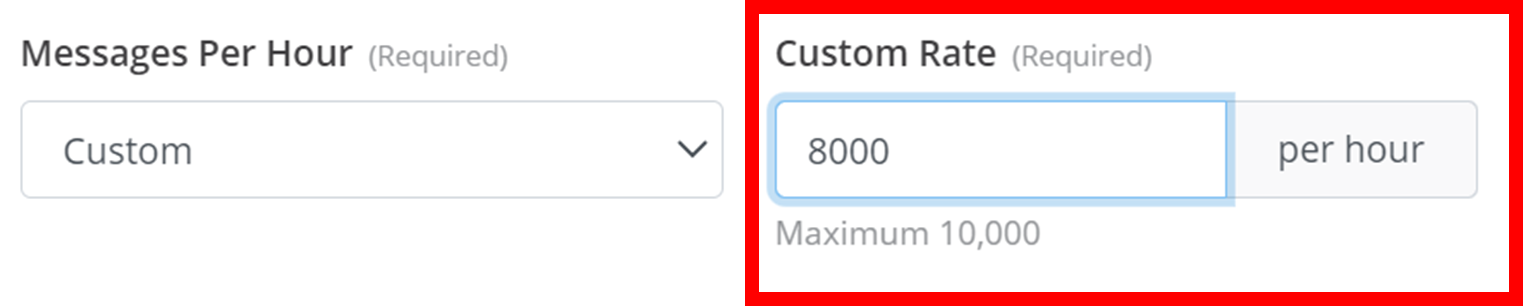 Messages Per Hour (Required)
Custom
Custom Rate (Required)
8000 per hour
Maximum 10,000